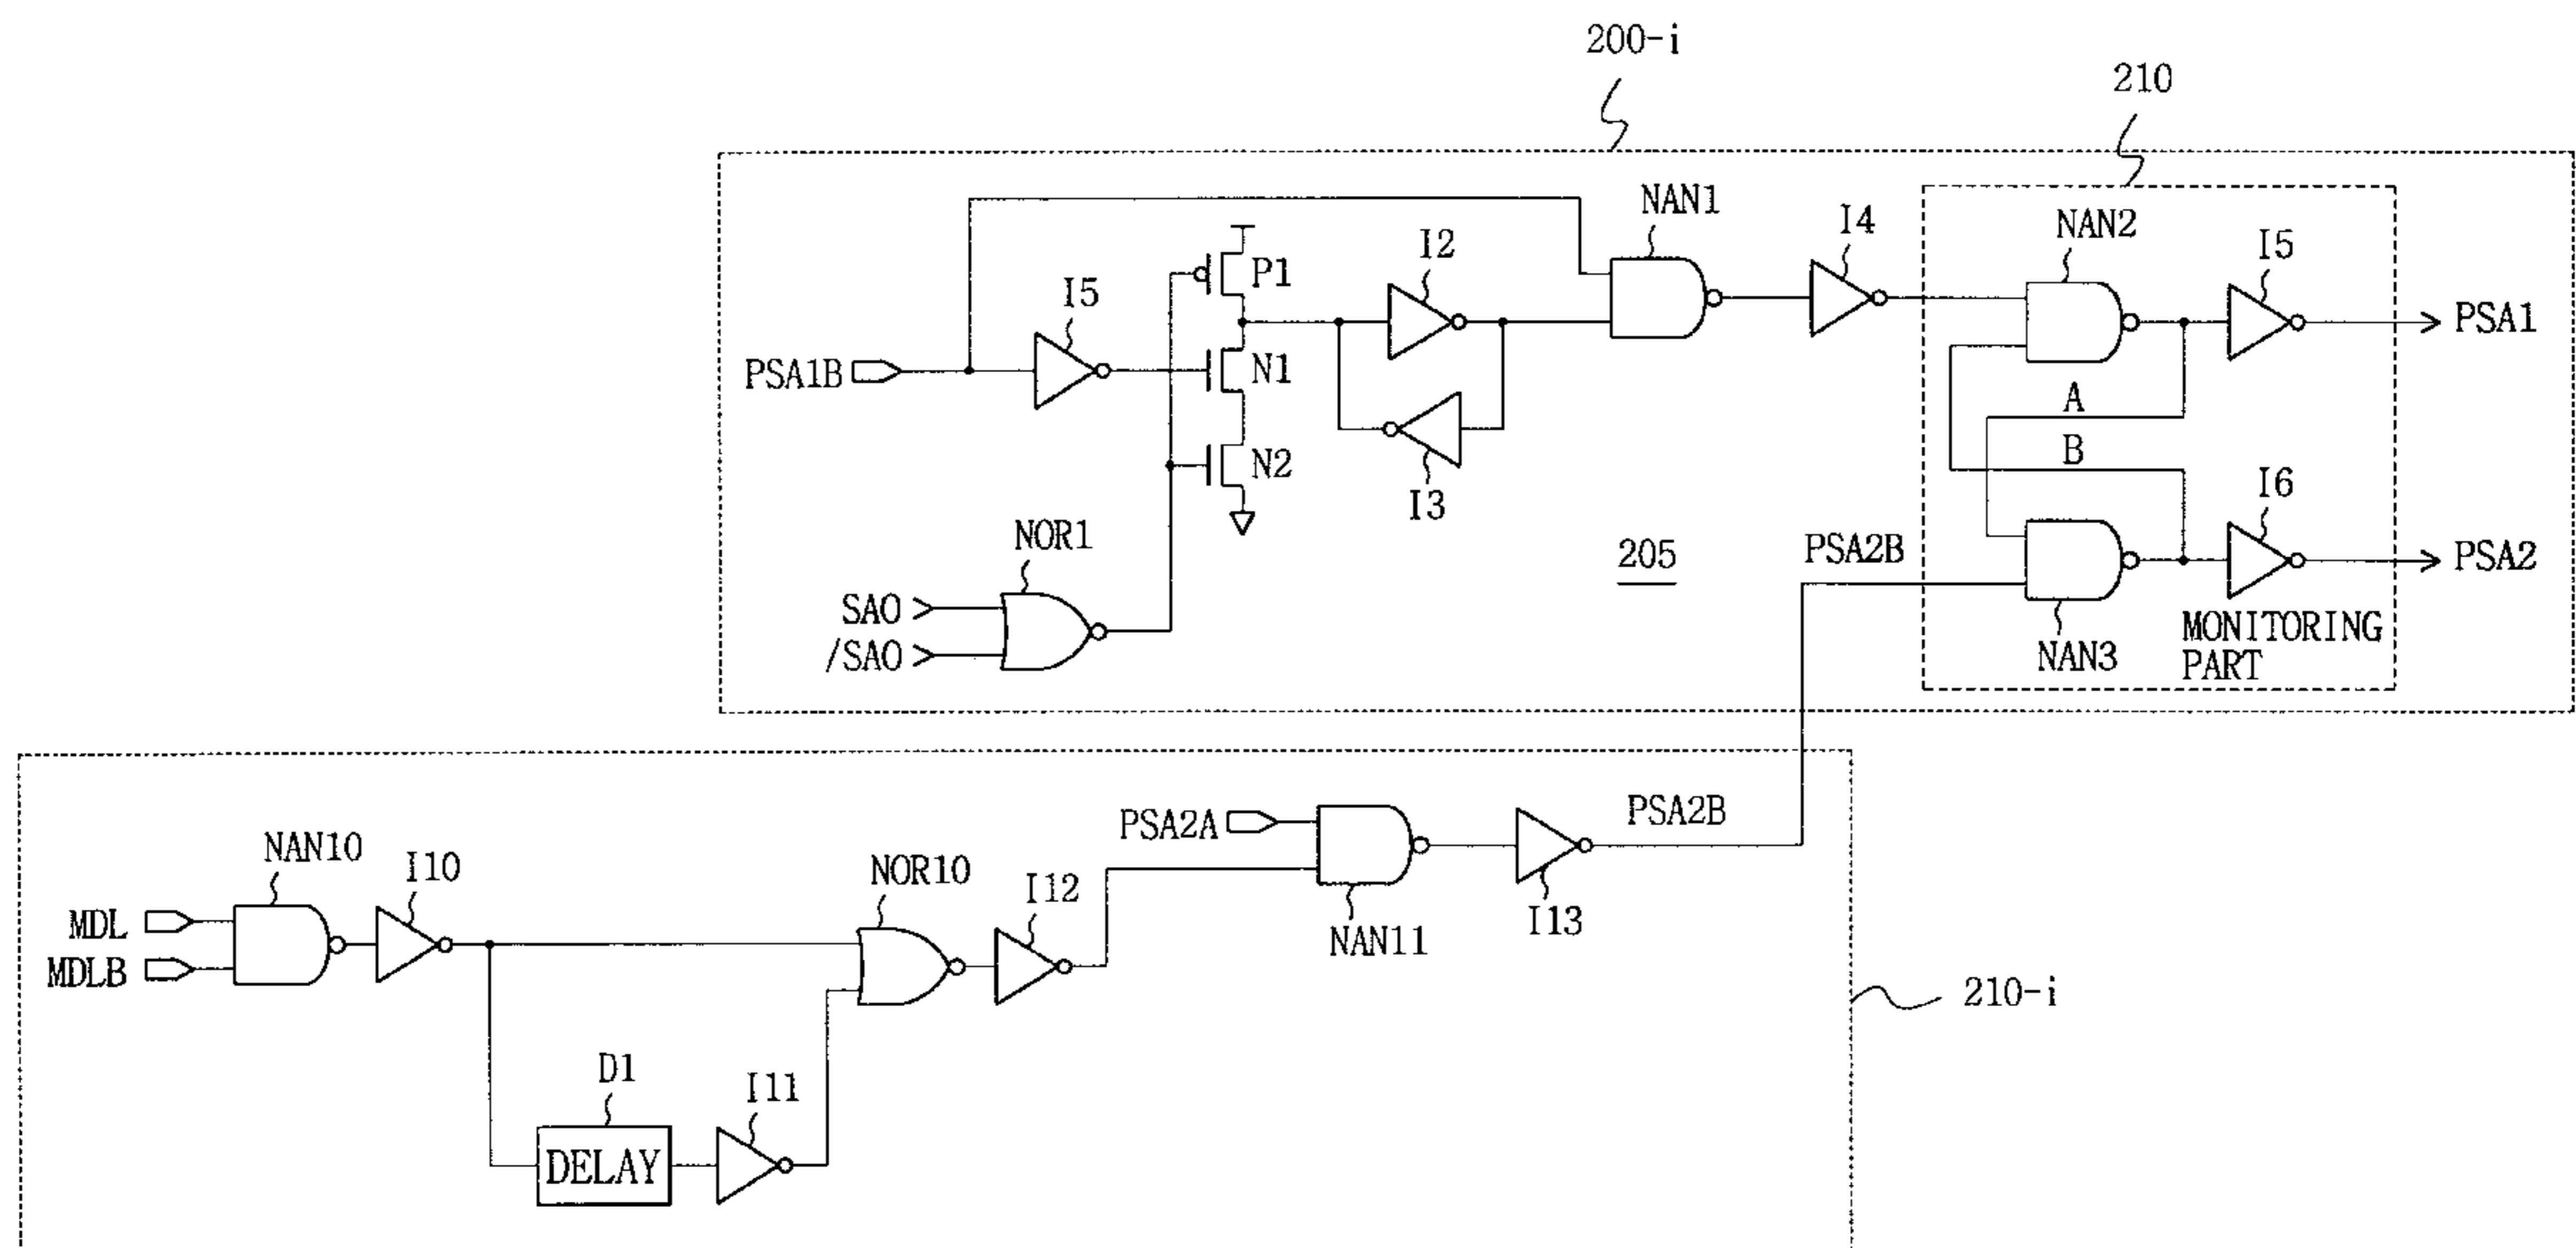 200-i
210
NAN1
I4
NAN2
I5
I2
P1
I5
PSA1
PSA1B
N1
A
B
N2
I3
I6
NOR1
205
PSA2B
PSA2
SAO
/SAO
NAN3
MONITORING
PART
PSA2A
PSA2B
NAN10
I10
NOR10
I12
I13
NAN11
MDL
MDLB
210-i
D1
I11
DELAY